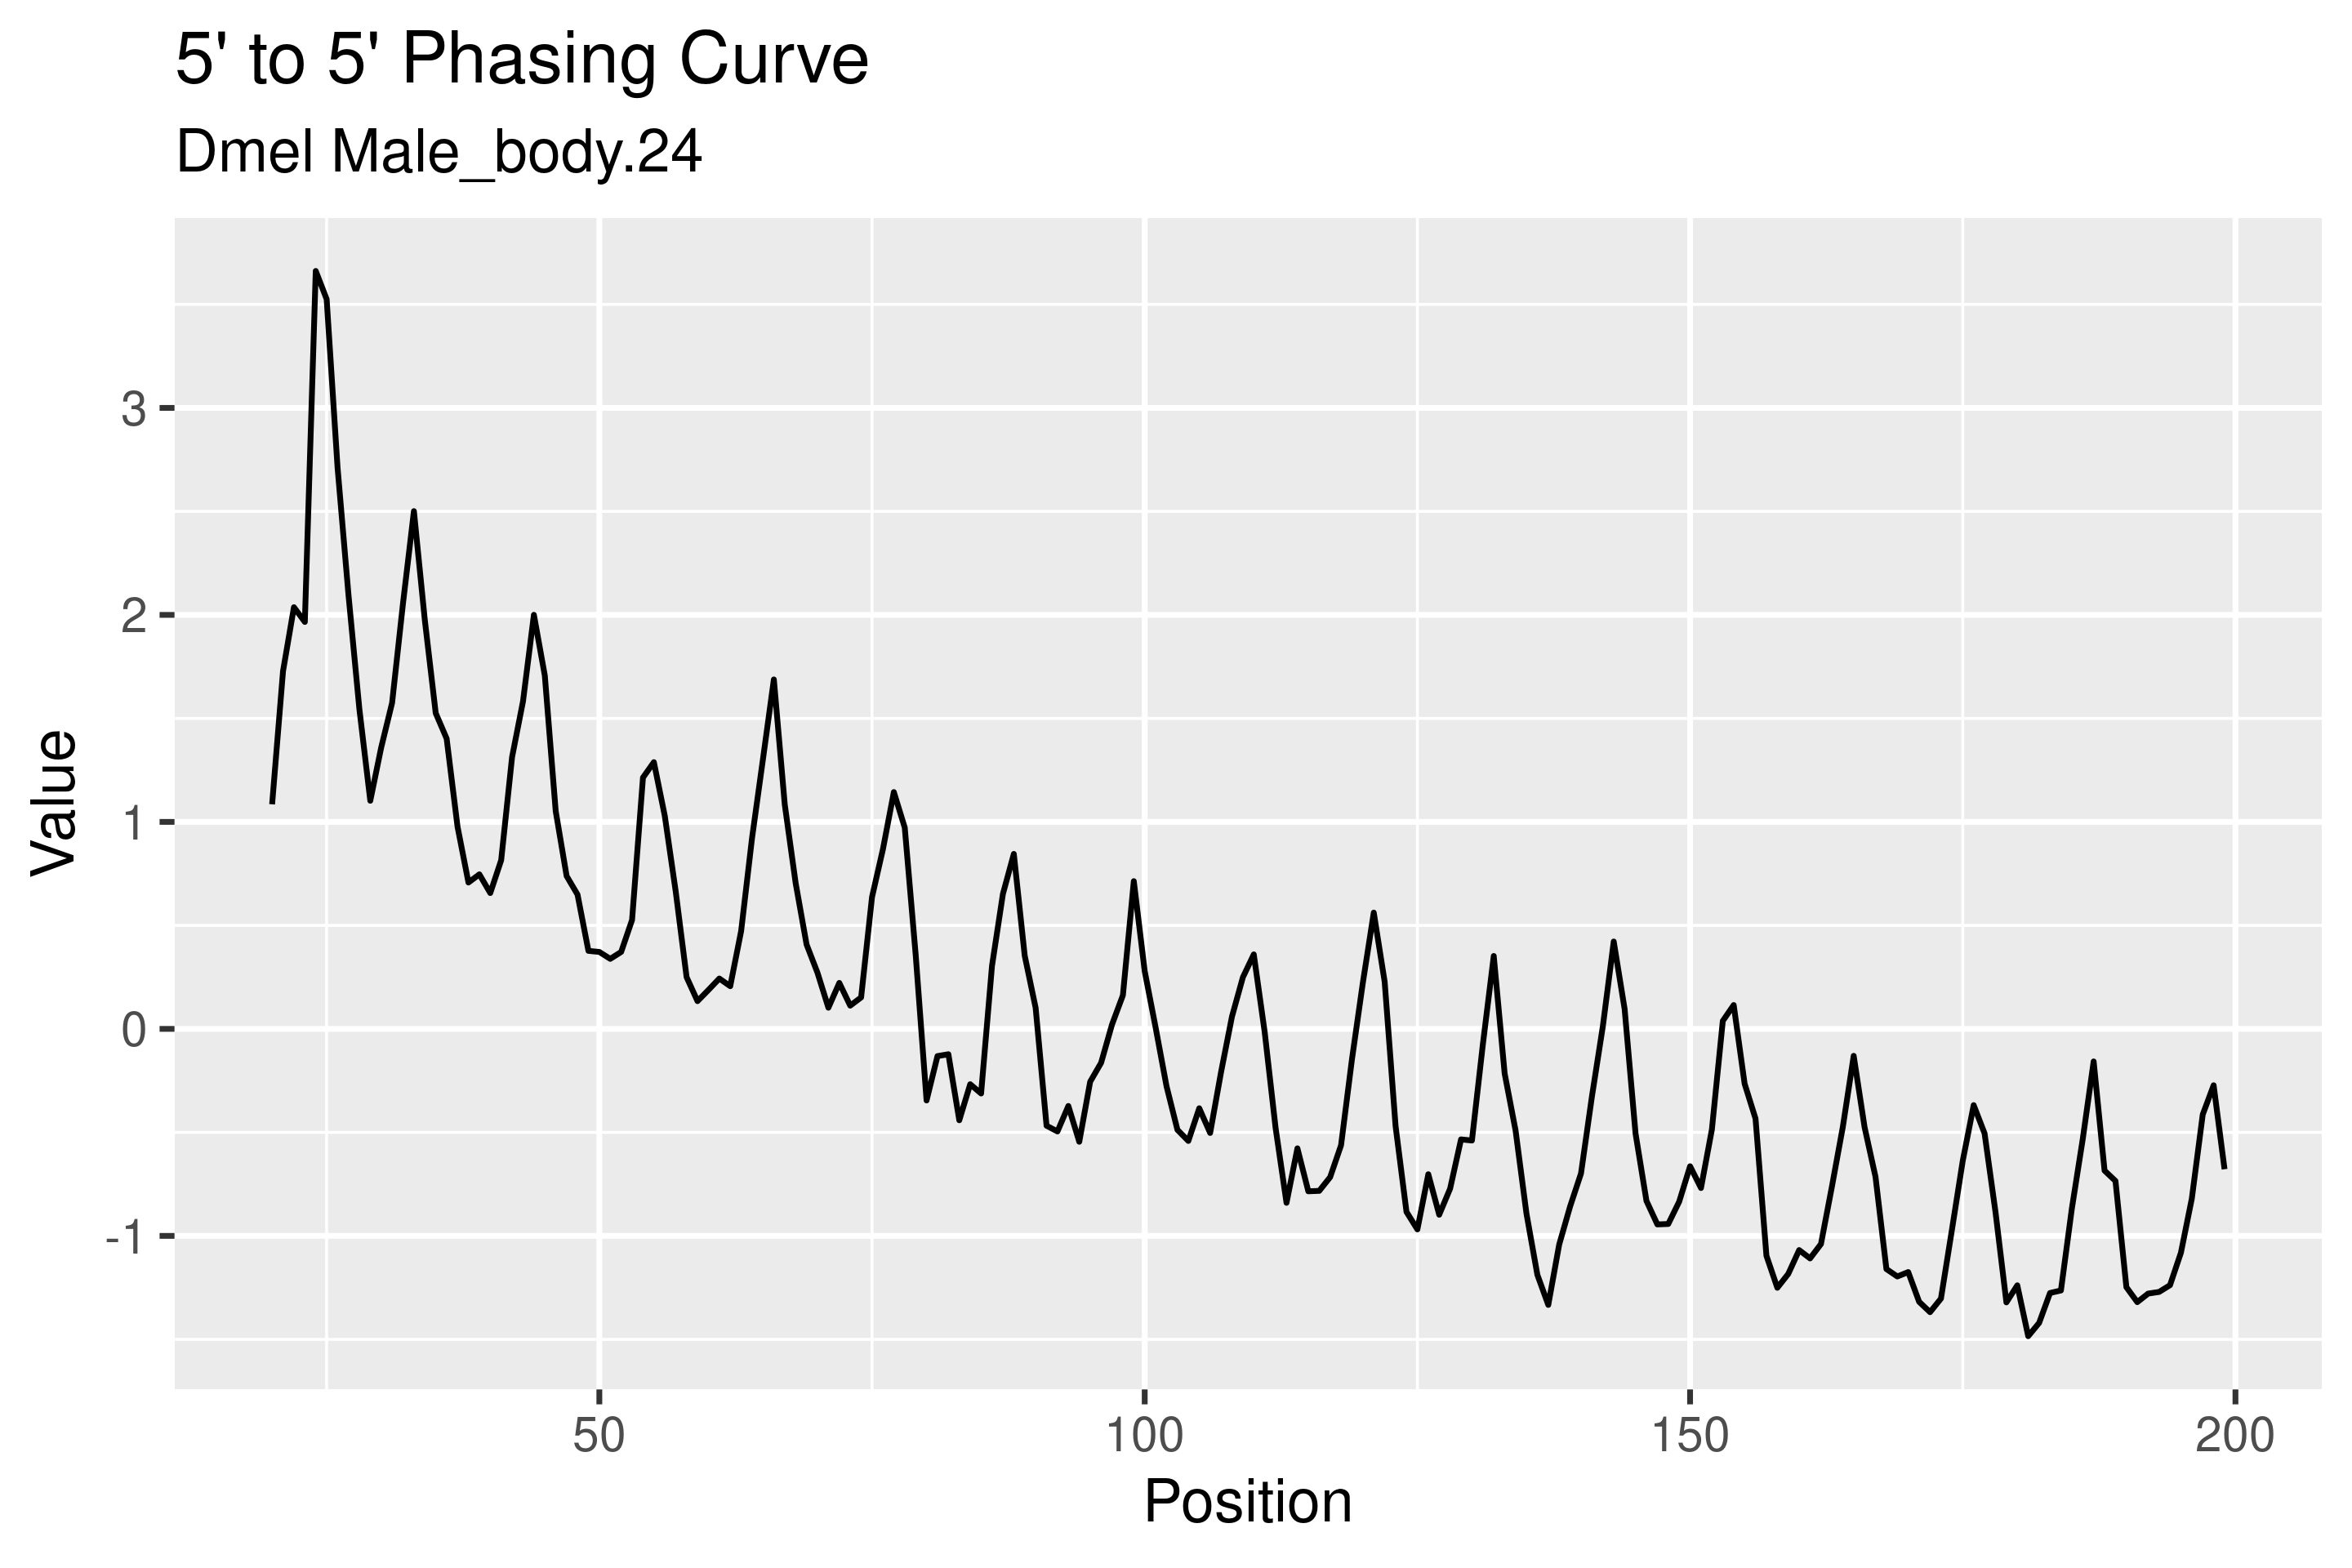 5' to 5' Phasing Curve
Dmel Male_body.24
Value
3
2
1
0
-1
50 100 150 200
Position